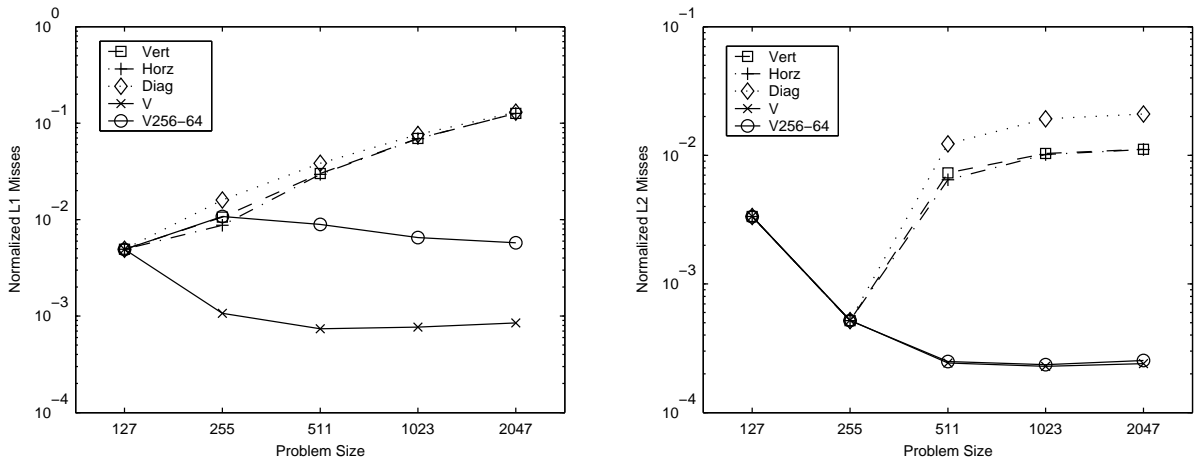 10^0
10^−1
10^−2
10^−3
10^−4
Normalized L1 Misses
Vert
Horz
Diag
V
V256−64
127 255 511 1023 2047
Problem Size
10^−1
10^−2
10^−3
10^−4
Normalized L2 Misses
Vert
Horz
Diag
V
V256−64
127 255 511 1023 2047
Problem Size